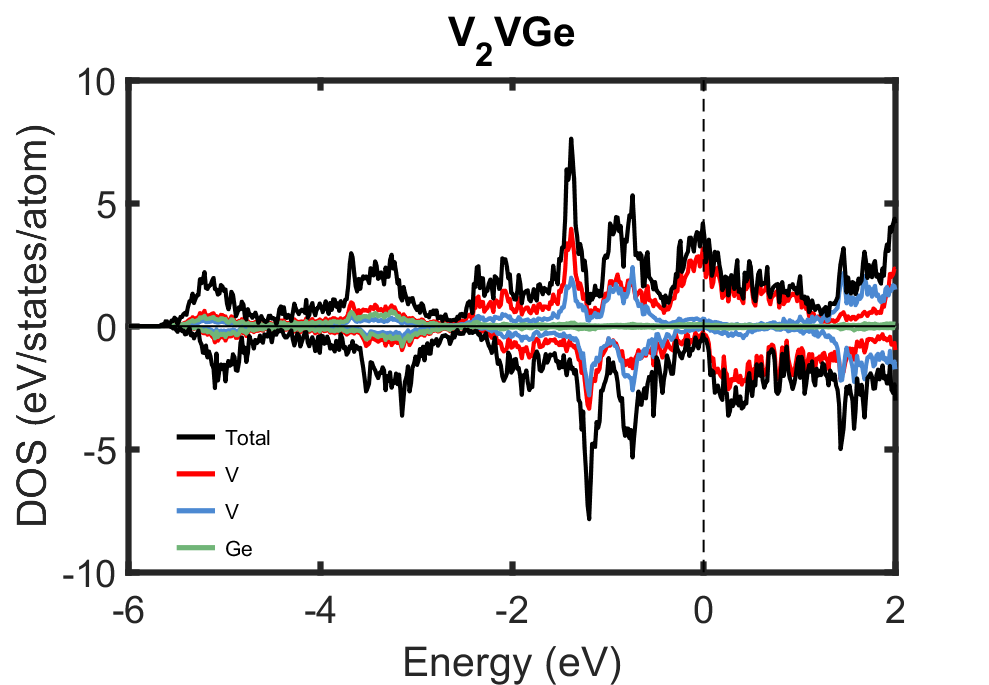 V2VGe
10
5
0
-5
-10
DOS (eV/states/atom)
Total
V
V
Ge
-6
-4
-2
0
2
Energy (eV)